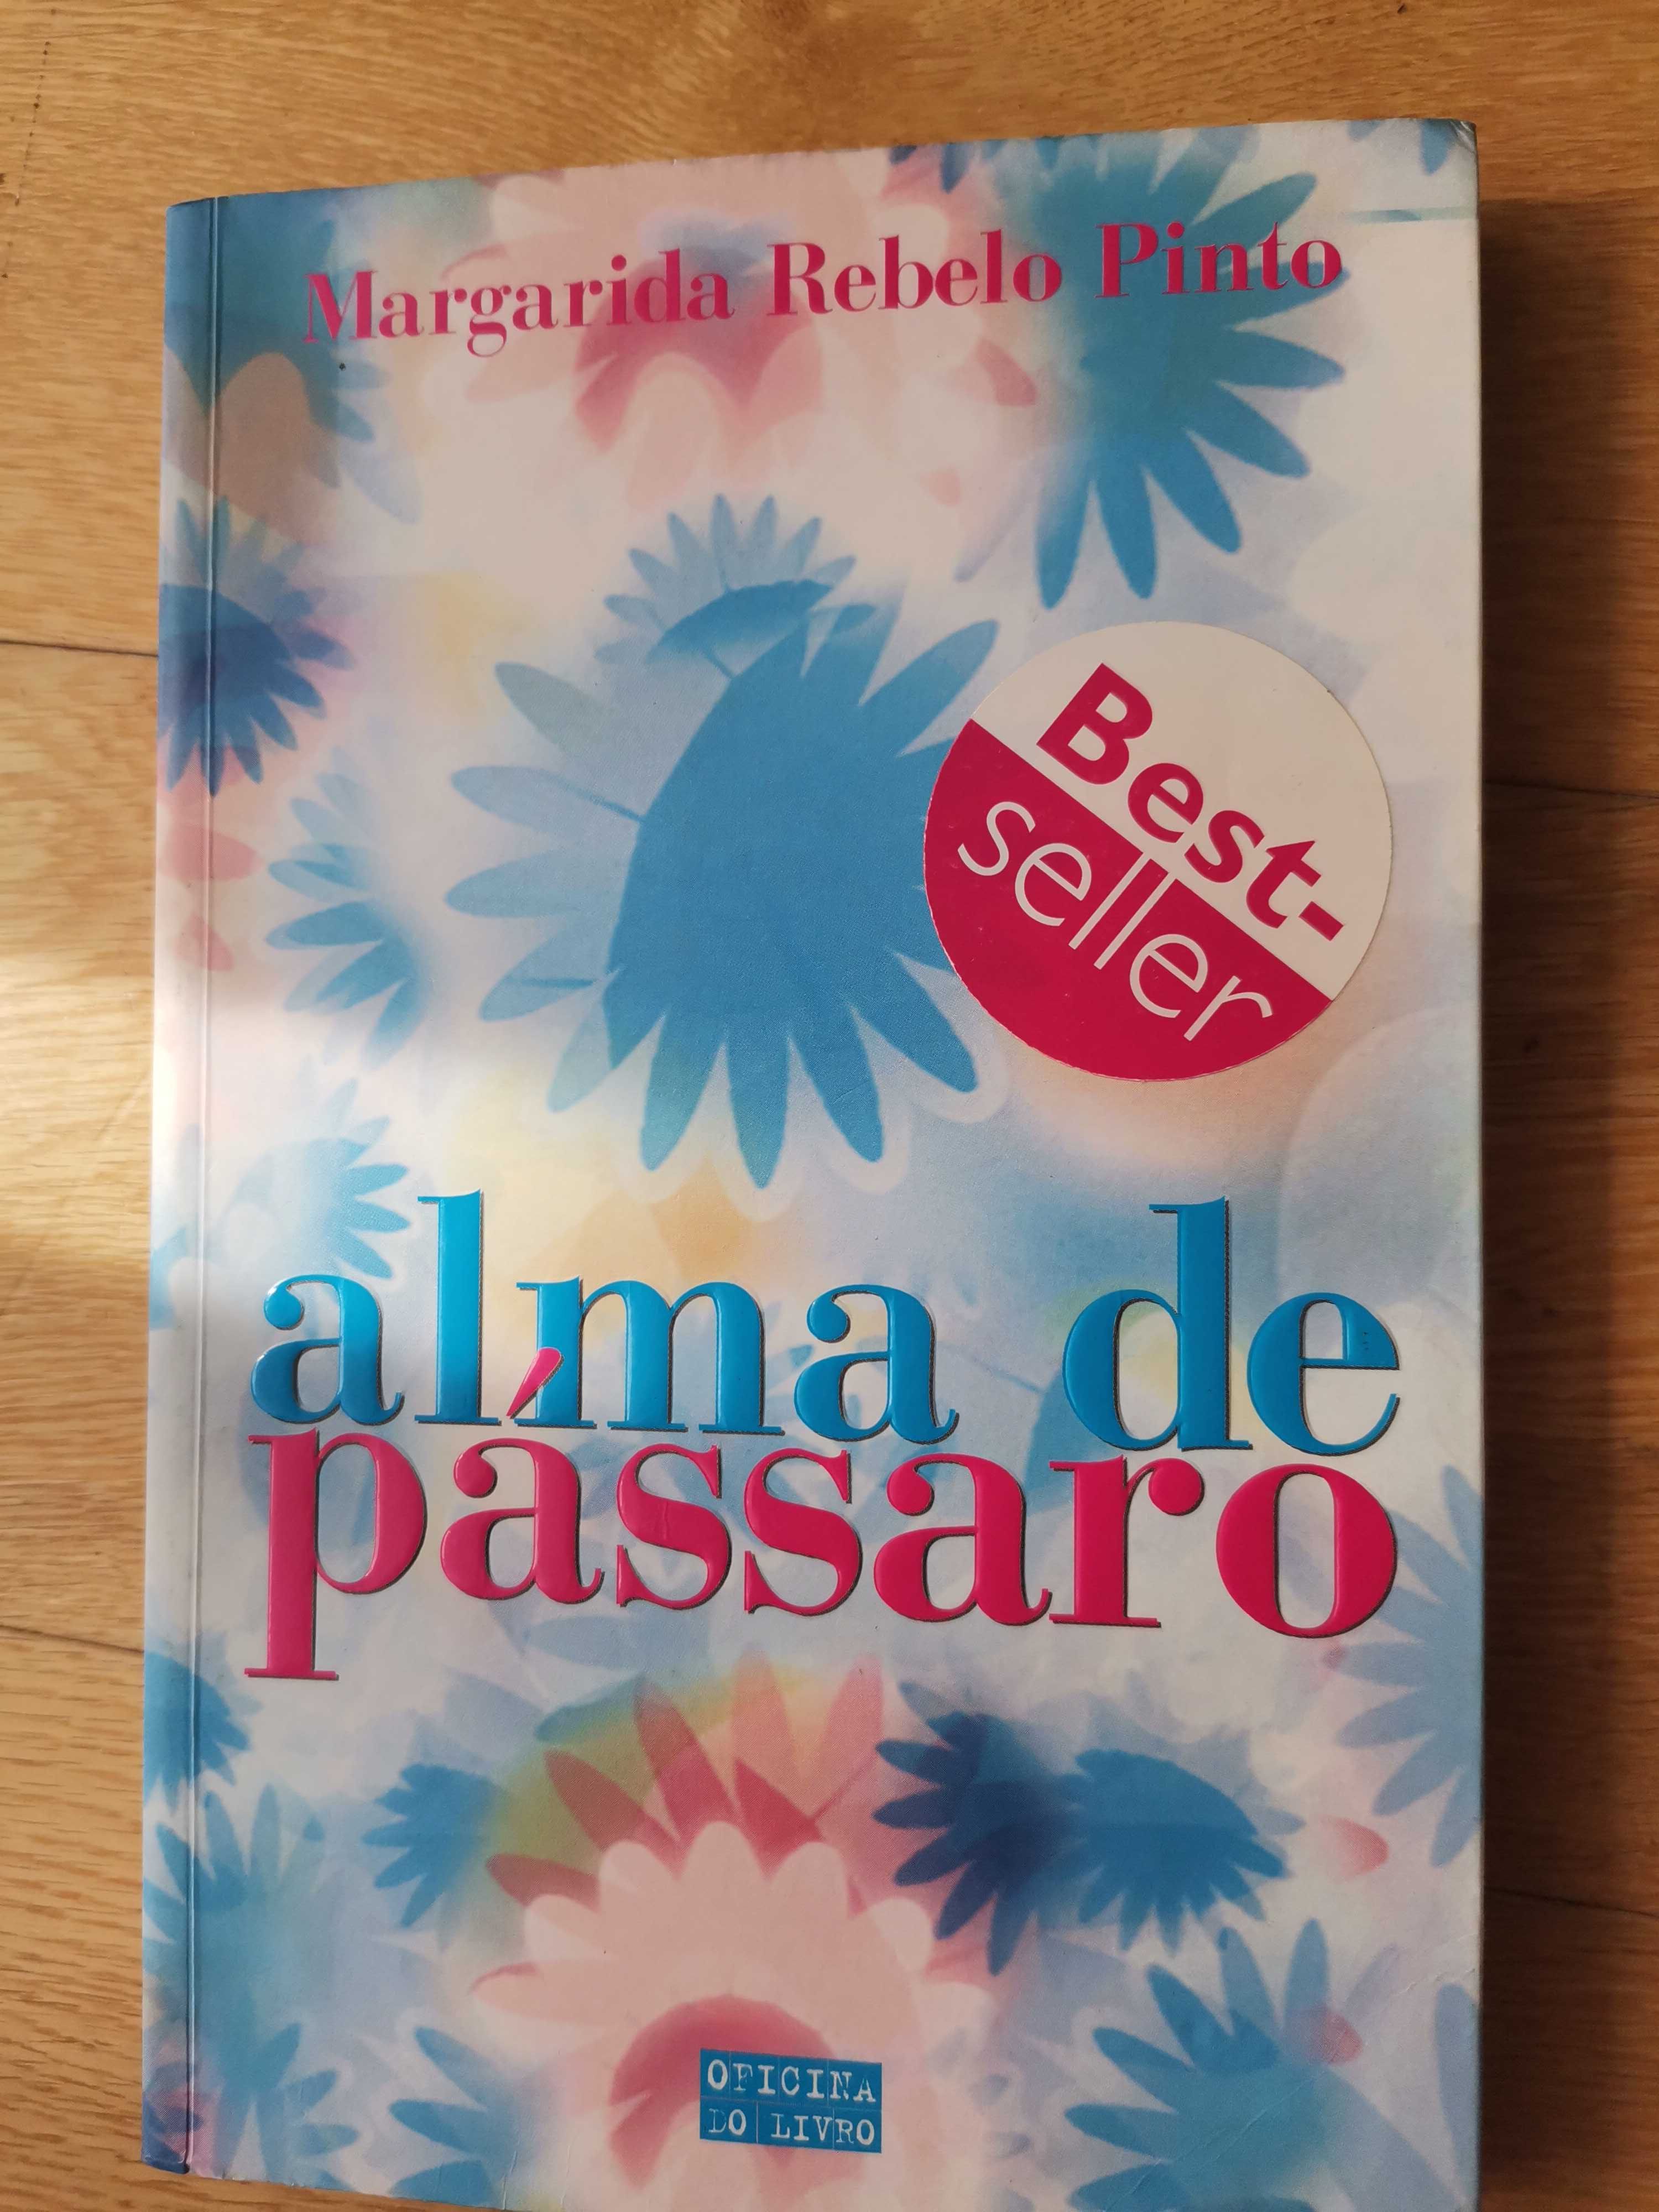 Margarida Rebelo Pinto
Best-
seller
alma de
pássaro
OFICINA
DO LIVRO